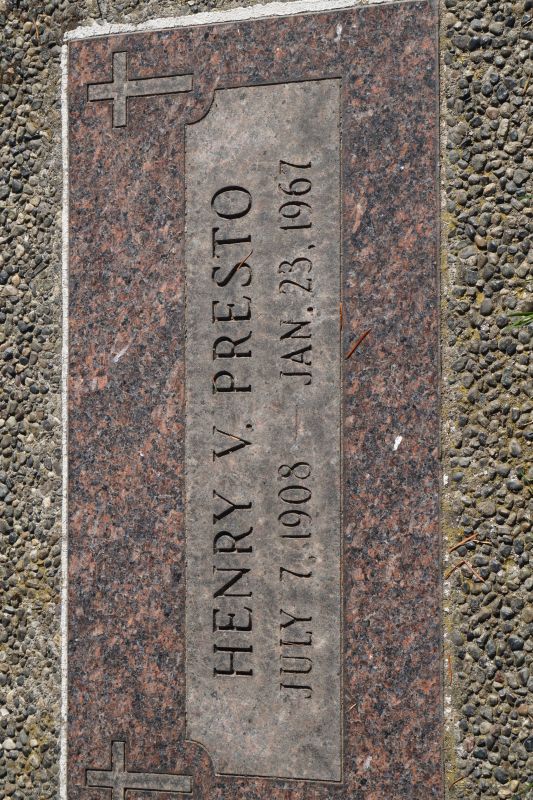 HENRY V. PRESTO
JULY 7, 1908 — JAN. 23, 1967